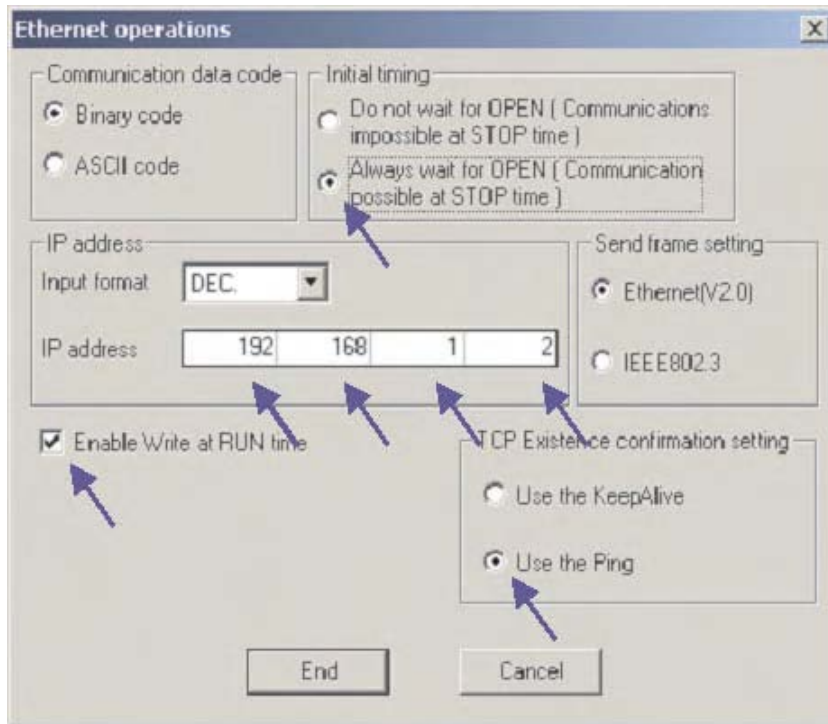 Ethernet operations
Communication data code
Binary code
ASCII code
Initial timing
Do not wait for OPEN ( Communications
impossible at STOP time )
Always wait for OPEN ( Communication
possible at STOP time )
IP address
Input format DEC.
IP address 192 168 1 2
Send frame setting
Ethernet(V2.0)
IEEE802.3
Enable Write at RUN time
TCP Existence confirmation setting
Use the KeepAlive
Use the Ping
End Cancel